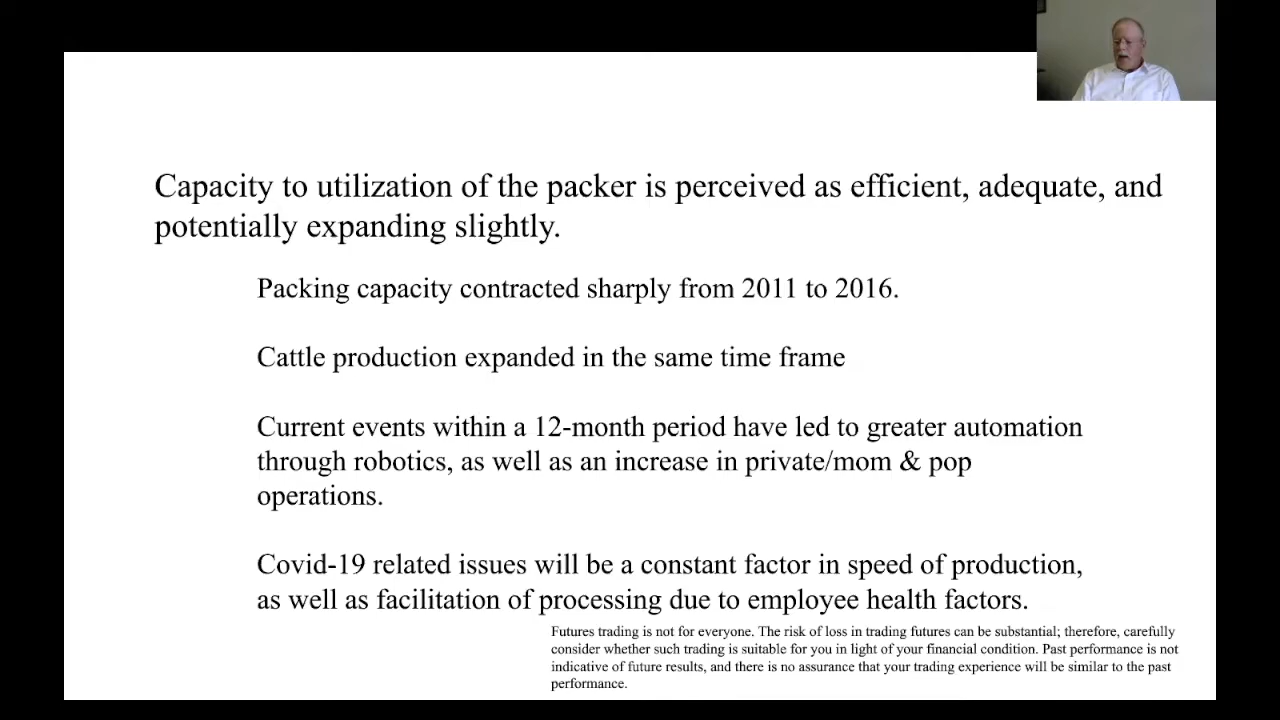 Capacity to utilization of the packer is perceived as efficient, adequate, and
potentially expanding slightly.
Packing capacity contracted sharply from 2011 to 2016.
Cattle production expanded in the same time frame
Current events within a 12-month period have led to greater automation
through robotics, as well as an increase in private/mom & pop
operations.
Covid-19 related issues will be a constant factor in speed of production,
as well as facilitation of processing due to employee health factors.
Futures trading is not for everyone. The risk of loss in trading futures can be substantial; therefore, carefully
consider whether such trading is suitable for you in light of your financial condition. Past performance is not
indicative of future results, and there is no assurance that your trading experience will be similar to the past
performance.